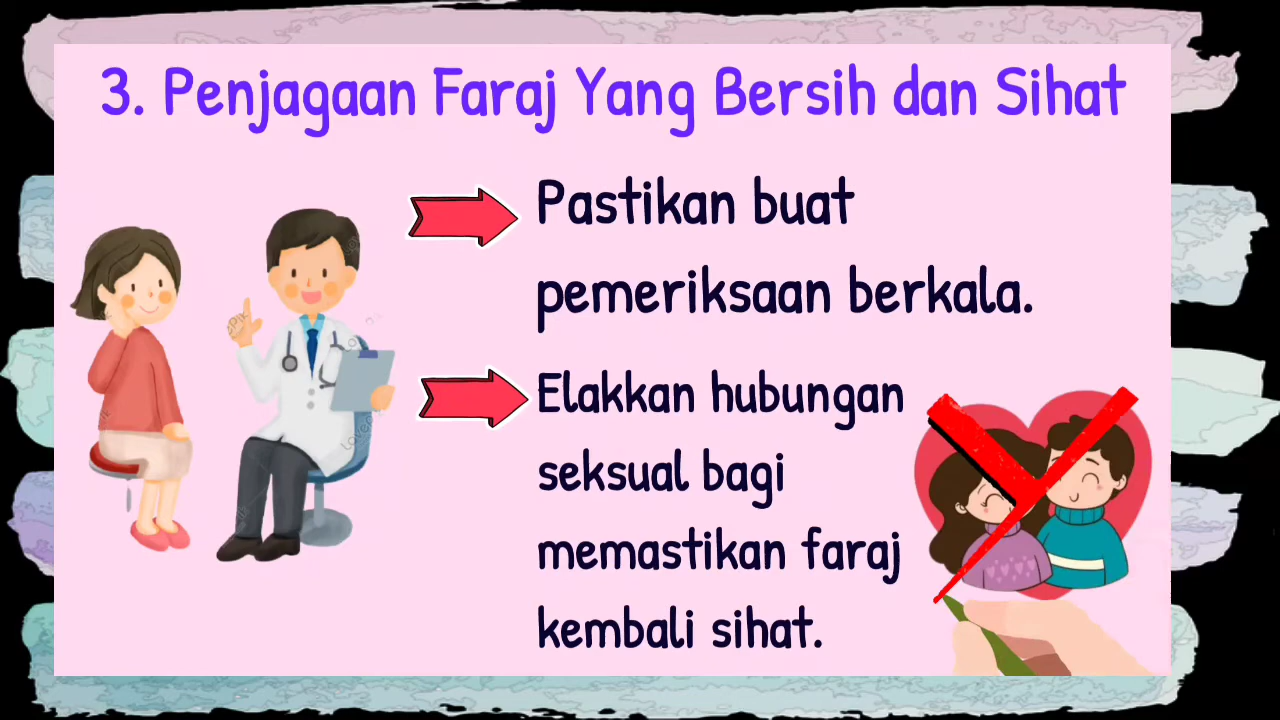 3. Penjagaan Faraj Yang Bersih dan Sihat
Pastikan buat
pemeriksaan berkala.
Elakkan hubungan
seksual bagi
memastikan faraj
kembali sihat.